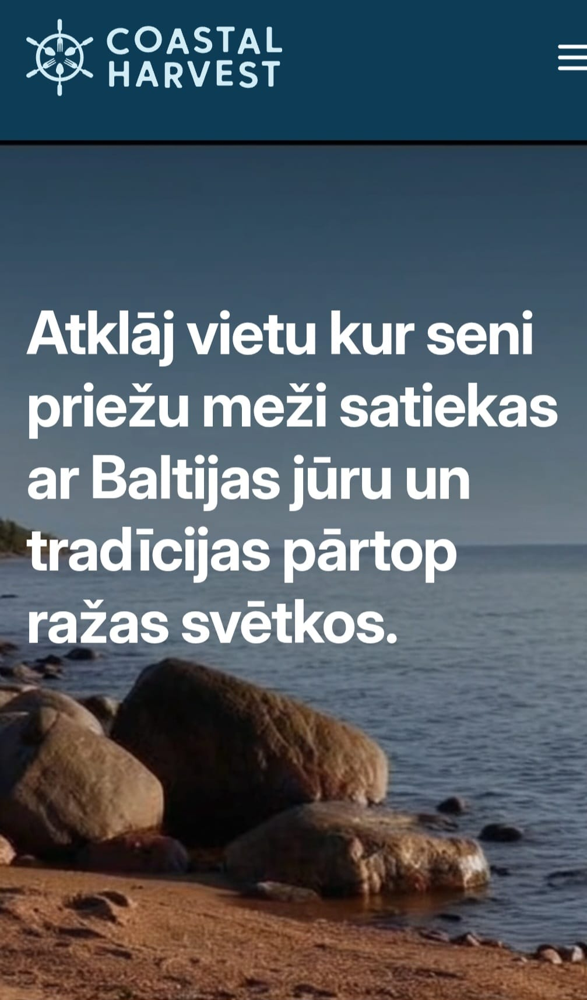 COASTAL
HARVEST
Atklāj vietu kur seni
priežu meži satiekas
ar Baltijas jūru un
tradīcijas pārtop
ražas svētkos.